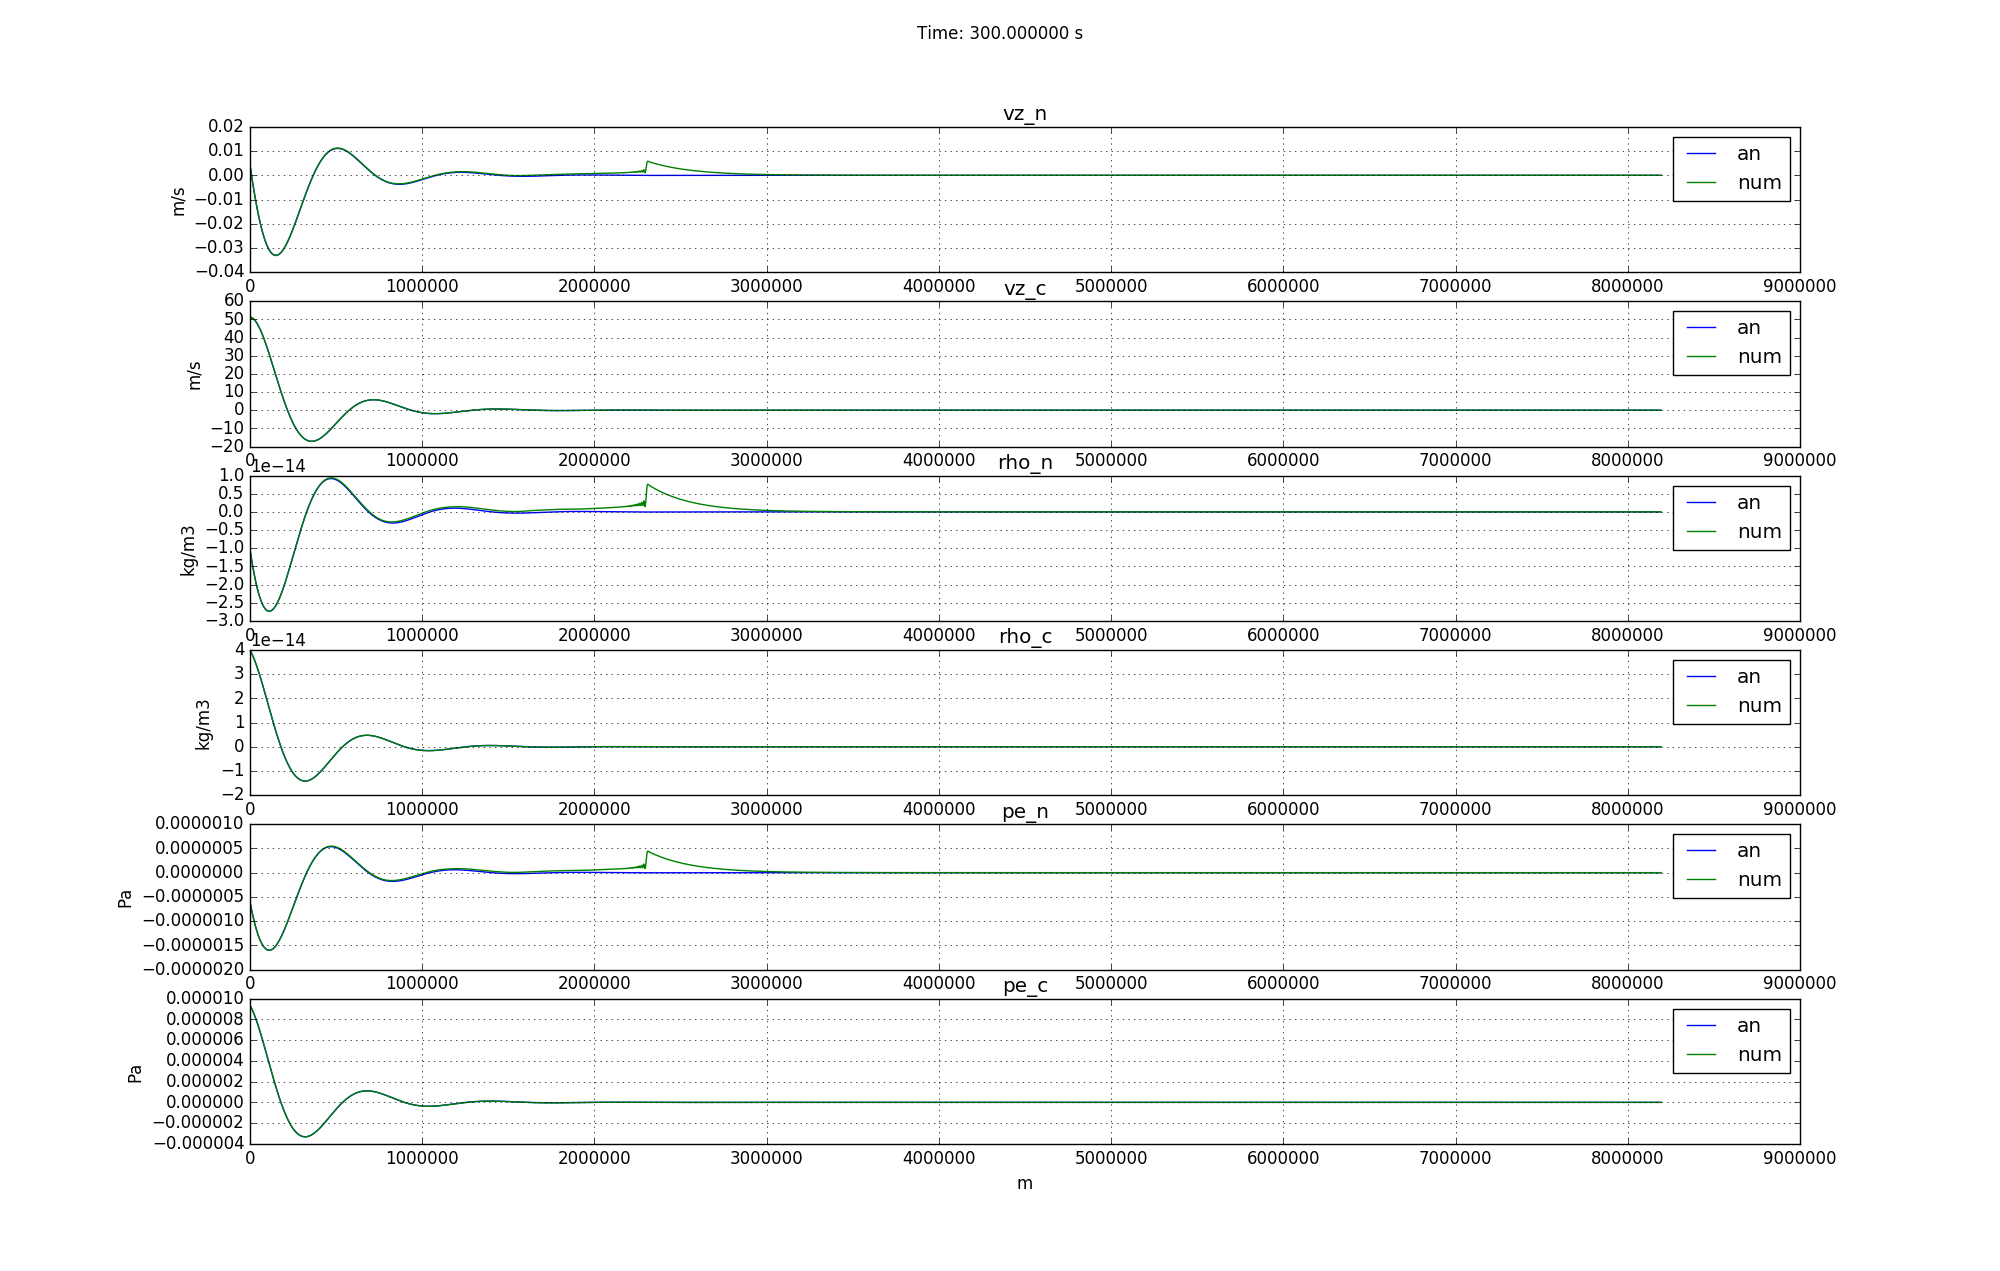 Time: 300.000000 s
vz_n
0.02
0.01
0.00
−0.01
−0.02
−0.03
−0.04
m/s
an
num
0 1000000 2000000 3000000 4000000 5000000 6000000 7000000 8000000 9000000
vz_c
60
50
40
30
20
10
0
−10
−20
m/s
an
num
0 1000000 2000000 3000000 4000000 5000000 6000000 7000000 8000000 9000000
1e−14
rho_n
1.0
0.5
0.0
−0.5
−1.0
−1.5
−2.0
−2.5
−3.0
kg/m3
an
num
0 1000000 2000000 3000000 4000000 5000000 6000000 7000000 8000000 9000000
1e−14
rho_c
4
3
2
1
0
−1
−2
kg/m3
an
num
0 1000000 2000000 3000000 4000000 5000000 6000000 7000000 8000000 9000000
pe_n
0.0000010
0.0000005
0.0000000
−0.0000005
−0.0000010
−0.0000015
−0.0000020
Pa
an
num
0 1000000 2000000 3000000 4000000 5000000 6000000 7000000 8000000 9000000
pe_c
0.000010
0.000008
0.000006
0.000004
0.000002
0.000000
−0.000002
−0.000004
Pa
an
num
0 1000000 2000000 3000000 4000000 5000000 6000000 7000000 8000000 9000000
m